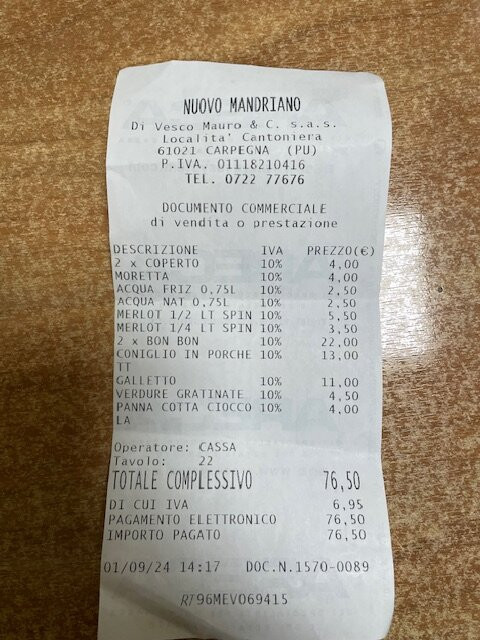 NUOVO MANDRIANO
Di Vesco Mauro & C. s.a.s.
Localita' Cantoniera
61021 CARPEGNA (PU)
P.IVA. 01118210416
TEL. 0722 77676
DOCUMENTO COMMERCIALE
di vendita o prestazione
DESCRIZIONE IVA PREZZO(€)
2 x COPERTO 10% 4,00
MORETTA 10% 4,00
ACQUA FRIZ 0,75L 10% 2,50
ACQUA NAT 0,75L 10% 2,50
MERLOT 1/2 LT SPIN 10% 5,50
MERLOT 1/4 LT SPIN 10% 3,50
2 x BON BON 10% 22,00
CONIGLIO IN PORCHE 10% 13,00
TT
GALLETTO 10% 11,00
VERDURE GRATINATE 10% 4,50
PANNA COTTA CIOCCO 10% 4,00
LA
Operatore: CASSA
Tavolo: 22
TOTALE COMPLESSIVO 76,50
DI CUI IVA 6,95
PAGAMENTO ELETTRONICO 76,50
IMPORTO PAGATO 76,50
01/09/24 14:17 DOC.N.1570-0089
RT 96MEV069415